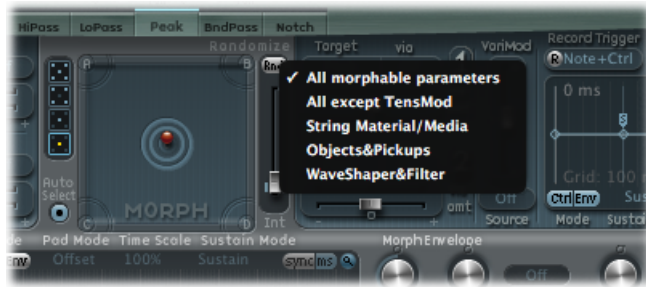 HiPass LoPass Peak BndPass Notch
Randomize Target via VariMod Record Trigger
A B Rnd R Note+Ctrl
✓ All morphable parameters
All except TensMod
String Material/Media
Objects&Pickups
WaveShaper&Filter
0 ms
S
Grid: 100
Auto
Select
C MORPH D Int
- + amt Off
Source
Ctrl Env Sus
Mode Sustai
Pad Mode Time Scale Sustain Mode Morph Envelope
Env Offset 100% Sustain sync ms
Off